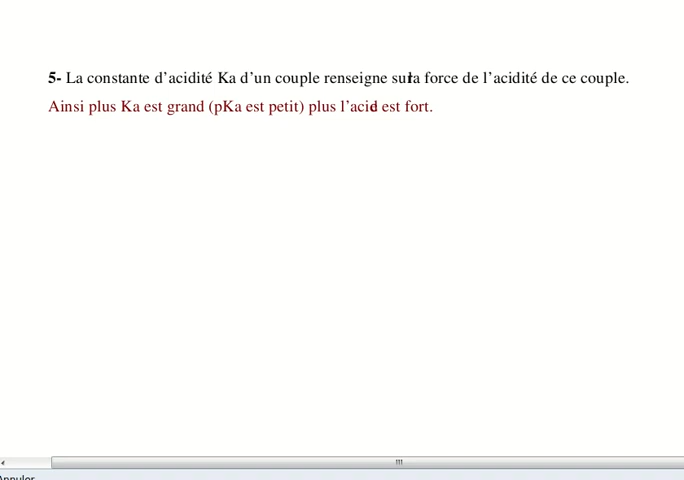 5- La constante d'acidité Ka d'un couple renseigne sur la force de l'acidité de ce couple.
Ainsi plus Ka est grand (pKa est petit) plus l'acide est fort.
Annuler